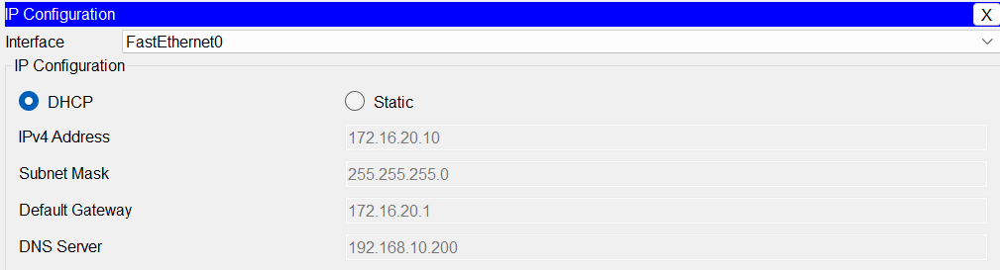 IP Configuration X
Interface FastEthernet0
IP Configuration
DHCP Static
IPv4 Address 172.16.20.10
Subnet Mask 255.255.255.0
Default Gateway 172.16.20.1
DNS Server 192.168.10.200